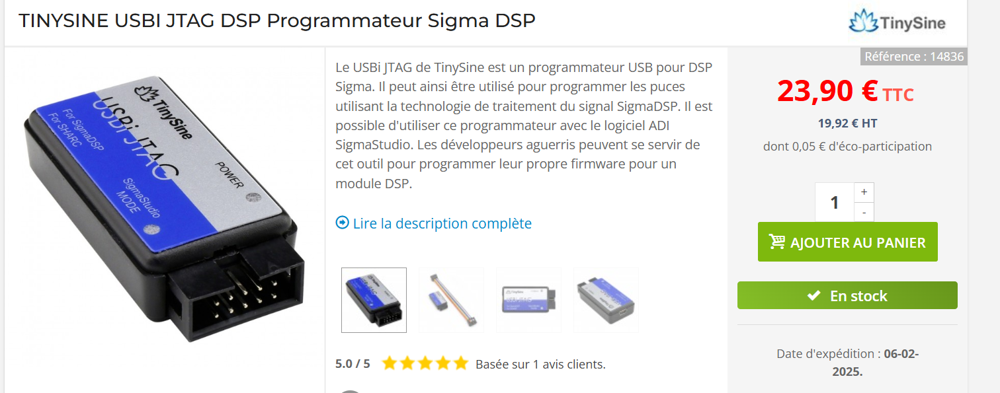 TINYSINE USBI JTAG DSP Programmateur Sigma DSP
TinySine
Référence : 14836
TinySine
USBi JTAG
For SigmaDSP
For SHARC
POWER
SigmaStudio
MODE
Le USBi JTAG de TinySine est un programmateur USB pour DSP
Sigma. Il peut ainsi être utilisé pour programmer les puces
utilisant la technologie de traitement du signal SigmaDSP. Il est
possible d'utiliser ce programmateur avec le logiciel ADI
SigmaStudio. Les développeurs aguerris peuvent se servir de
cet outil pour programmer leur propre firmware pour un
module DSP.
Lire la description complète
5.0 / 5
Basée sur 1 avis clients.
23,90 € TTC
19,92 € HT
dont 0,05 € d'éco-participation
1
+
-
AJOUTER AU PANIER
En stock
Date d'expédition : 06-02-
2025.